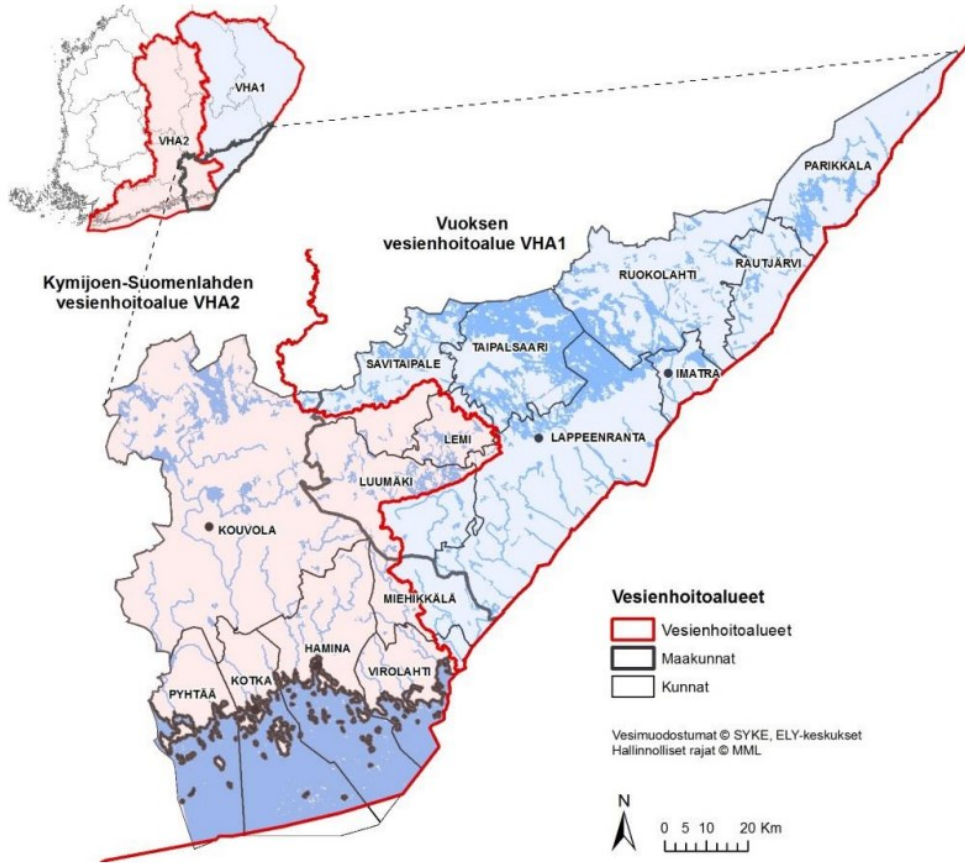 VHA1
VHA2
PARIKKALA
Vuoksen
vesienhoitoalue VHA1
RUOKOLAHTI
RAUTJÄRVI
Kymijoen-Suomenlahden
vesienhoitoalue VHA2
SAVITAIPALE
TAIPALSAARI
IMATRA
LEMI
LAPPEENRANTA
LUUMÄKI
KOUVOLA
MIEHIKKÄLÄ
HAMINA
VIROLAHTI
KOTKA
PYHTÄÄ
Vesienhoitoalueet
Vesienhoitoalueet
Maakunnat
Kunnat
Vesimuodostumat © SYKE, ELY-keskukset
Hallinnolliset rajat © MML
N
0 5 10 20 Km